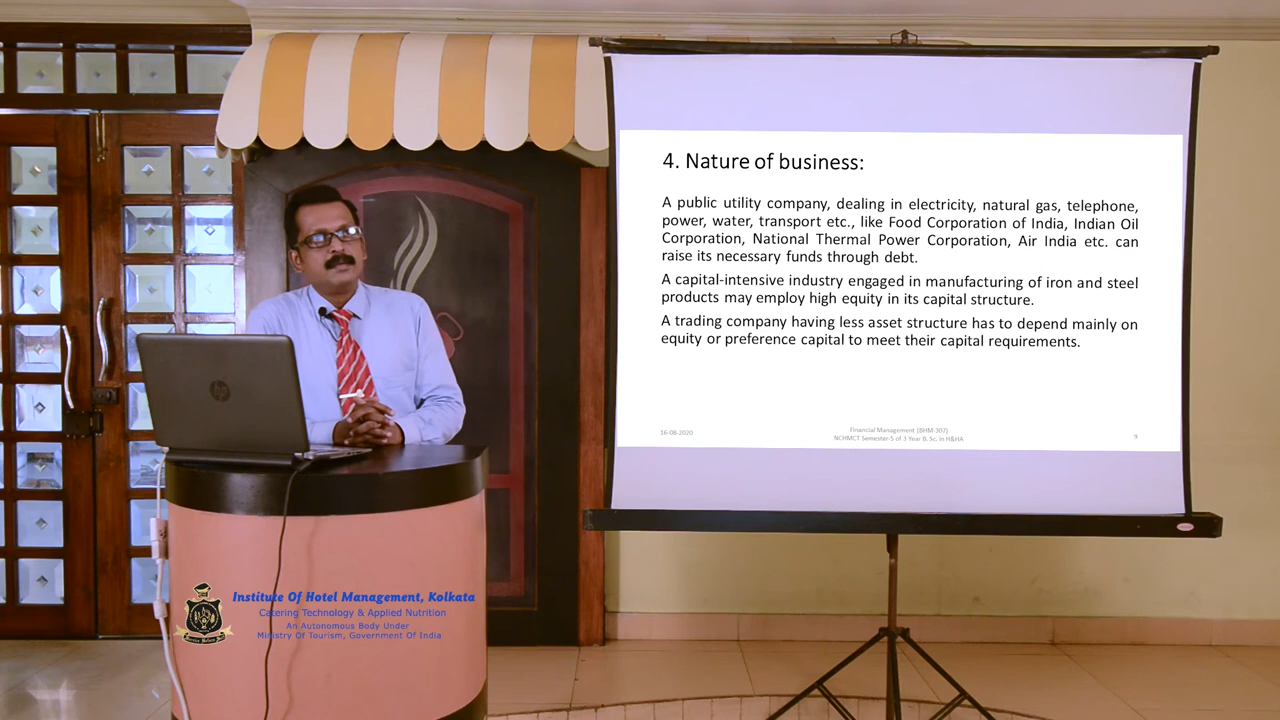 4. Nature of business:
A public utility company, dealing in electricity, natural gas, telephone,
power, water, transport etc., like Food Corporation of India, Indian Oil
Corporation, National Thermal Power Corporation, Air India etc. can
raise its necessary funds through debt.
A capital-intensive industry engaged in manufacturing of iron and steel
products may employ high equity in its capital structure.
A trading company having less asset structure has to depend mainly on
equity or preference capital to meet their capital requirements.
16-08-2020
Financial Management (BHM-307)
NCHMCT Semester-5 of 3 Year B. Sc. in H&HA
9
hp
Institute Of Hotel Management, Kolkata
Catering Technology & Applied Nutrition
An Autonomous Body Under
Ministry Of Tourism, Government Of India